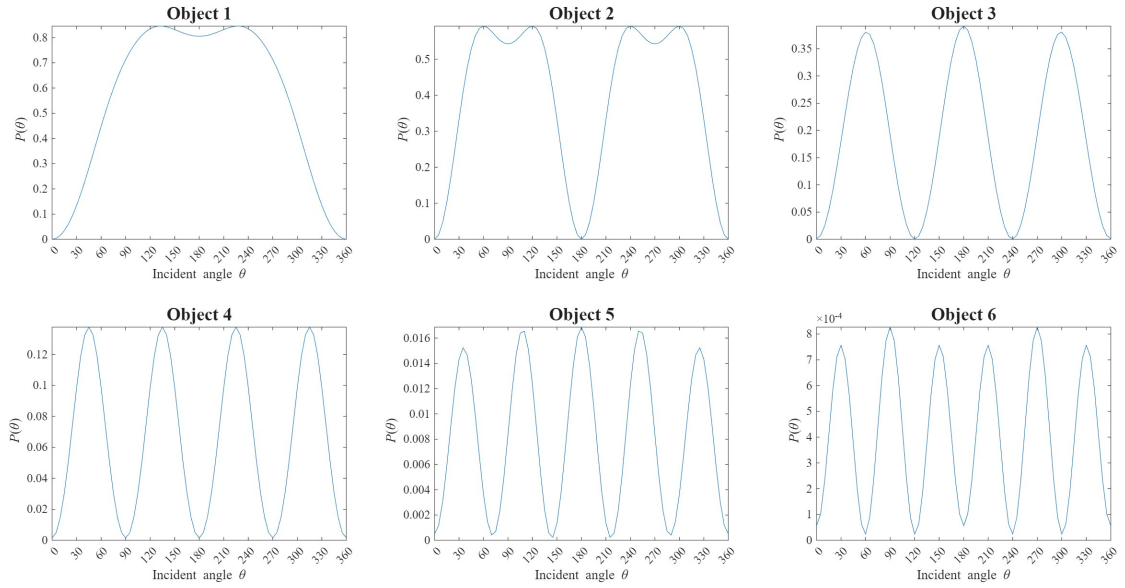 Object 1
0.8
0.7
0.6
0.5
0.4
0.3
0.2
0.1
0
P(θ)
0 30 60 90 120 150 180 210 240 270 300 330 360
Incident angle θ
Object 2
0.5
0.4
0.3
0.2
0.1
0
P(θ)
0 30 60 90 120 150 180 210 240 270 300 330 360
Incident angle θ
Object 3
0.35
0.3
0.25
0.2
0.15
0.1
0.05
0
P(θ)
0 30 60 90 120 150 180 210 240 270 300 330 360
Incident angle θ
Object 4
0.12
0.1
0.08
0.06
0.04
0.02
0
P(θ)
0 30 60 90 120 150 180 210 240 270 300 330 360
Incident angle θ
Object 5
0.016
0.014
0.012
0.01
0.008
0.006
0.004
0.002
0
P(θ)
0 30 60 90 120 150 180 210 240 270 300 330 360
Incident angle θ
Object 6
×10⁻⁴
8
7
6
5
4
3
2
1
0
P(θ)
0 30 60 90 120 150 180 210 240 270 300 330 360
Incident angle θ